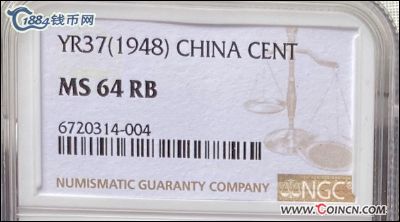 1884钱币网
YR37(1948) CHINA CENT
MS 64 RB
6720314-004
NUMISMATIC GUARANTY COMPANY
NGC
www.COINCN.com